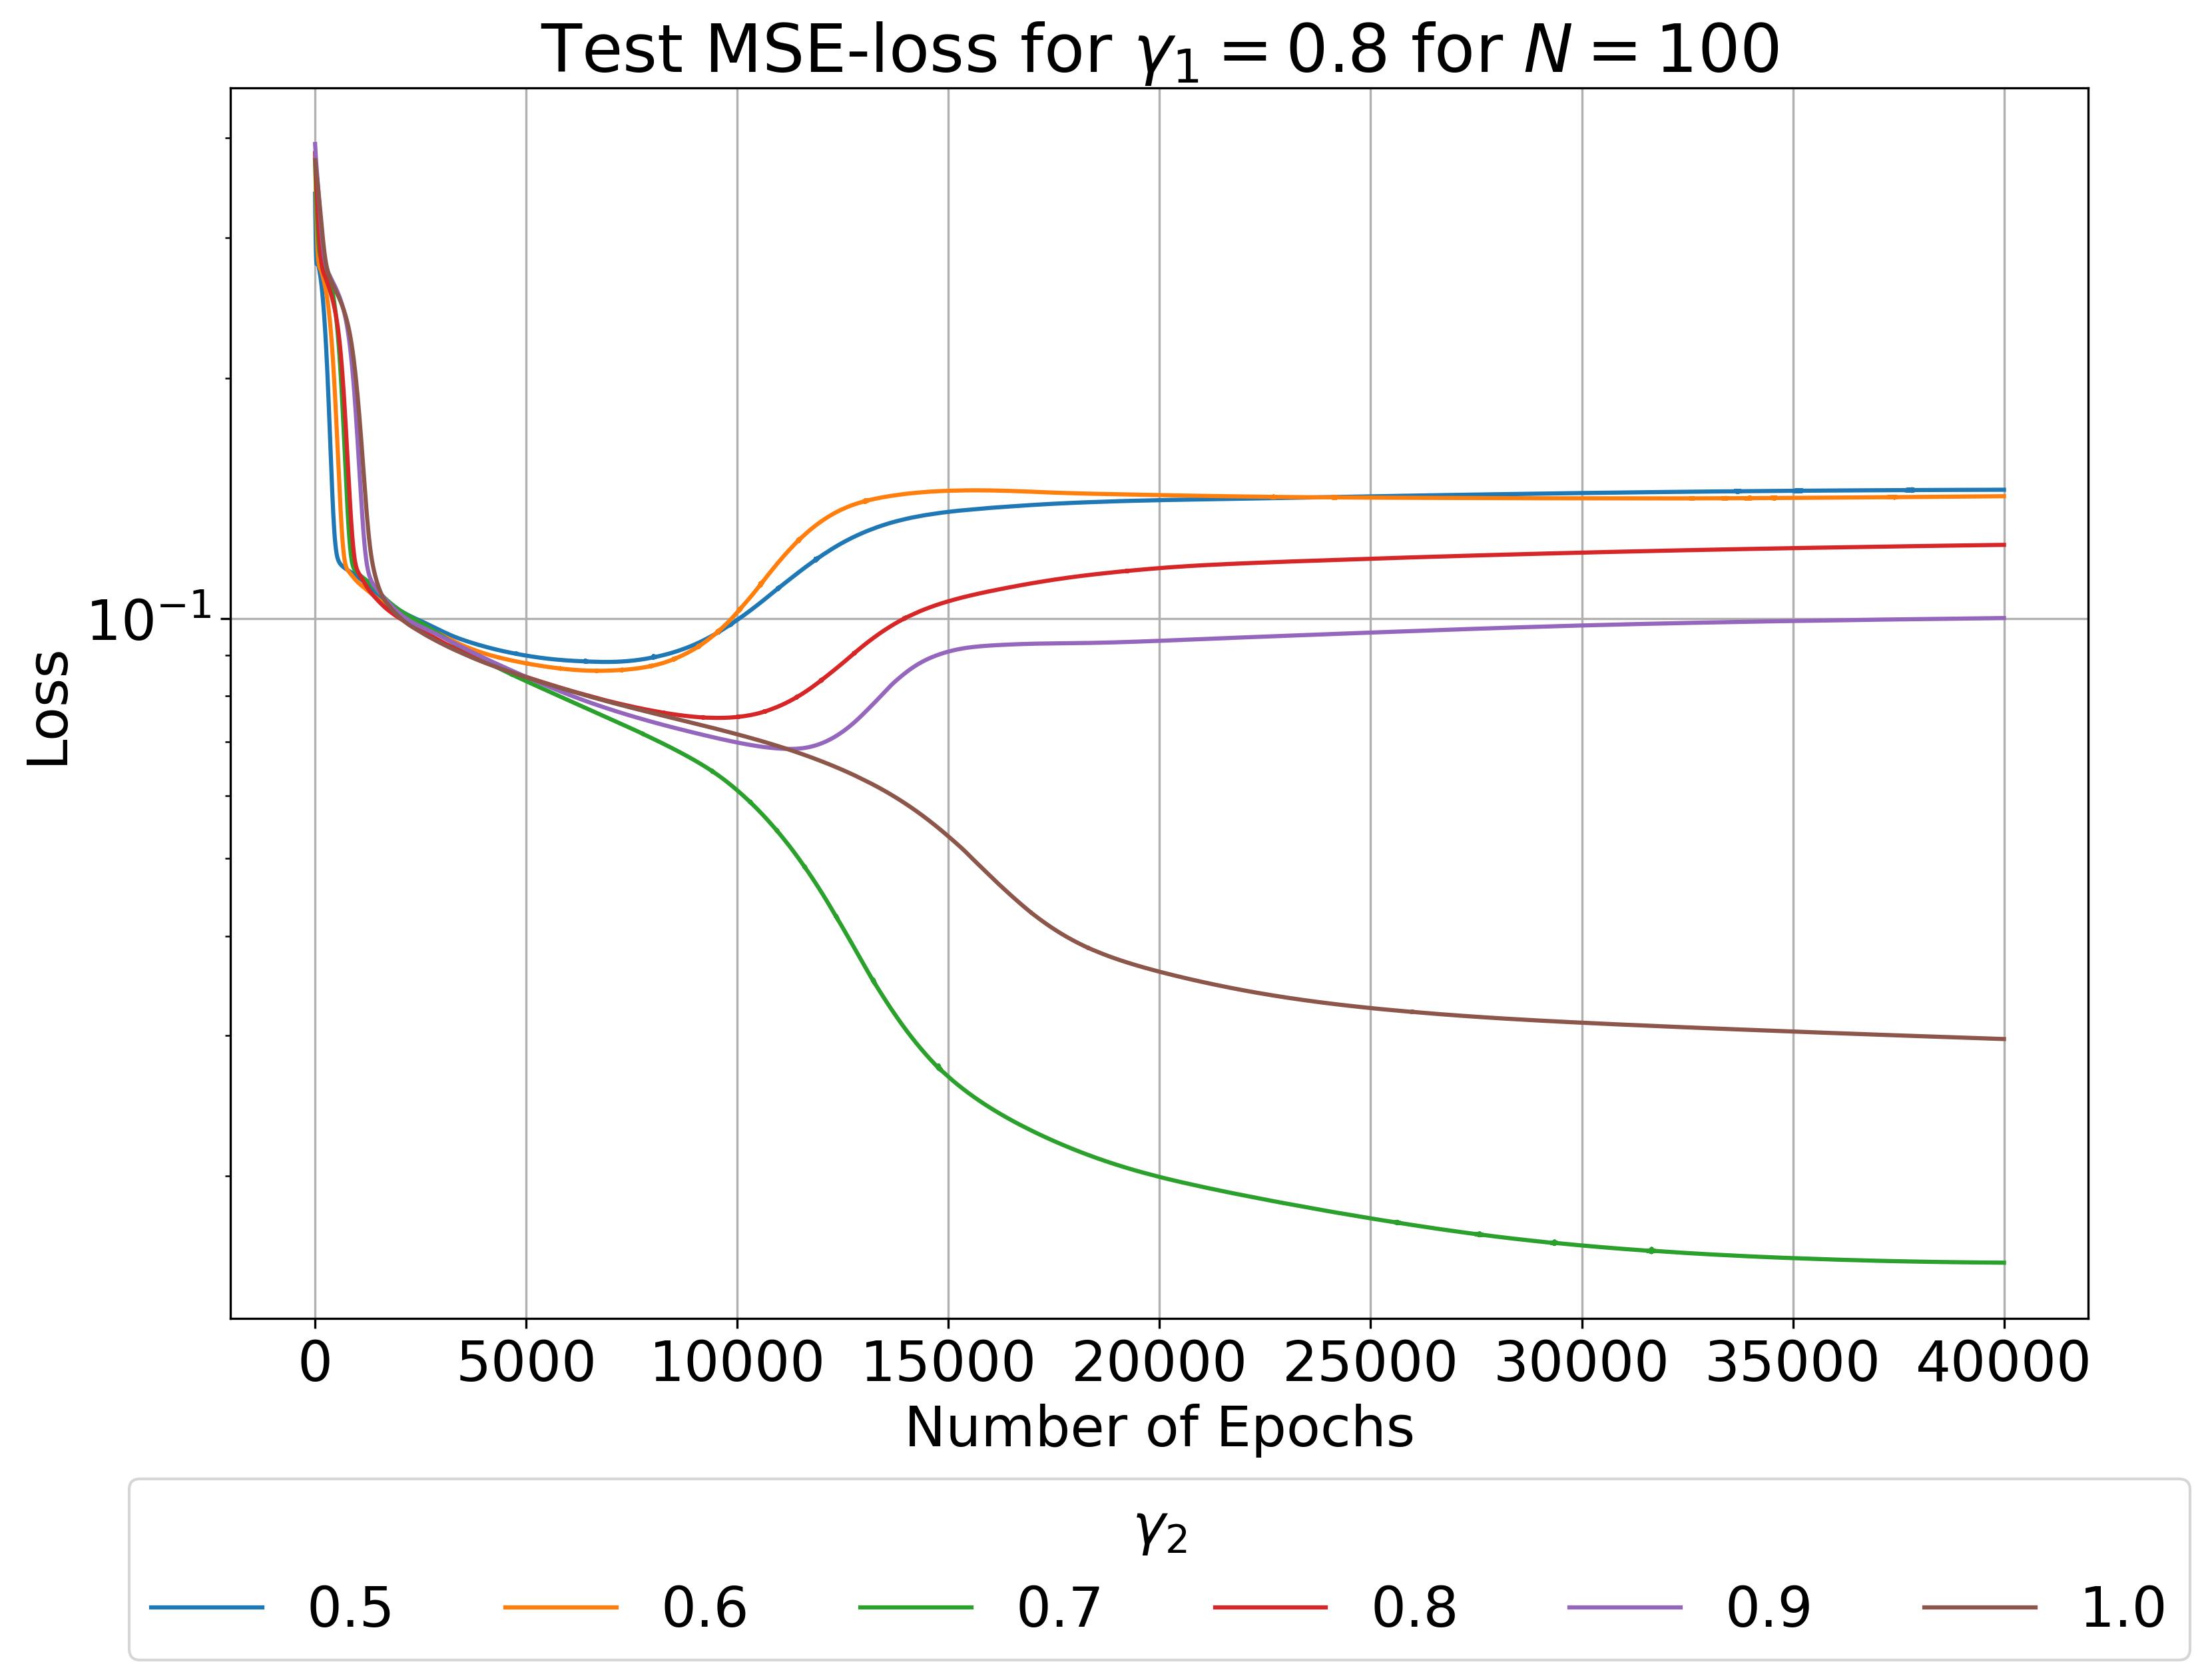 Test MSE-loss for γ₁ = 0.8 for N = 100
10⁻¹
Loss
0 5000 10000 15000 20000 25000 30000 35000 40000
Number of Epochs
γ₂
0.5 0.6 0.7 0.8 0.9 1.0